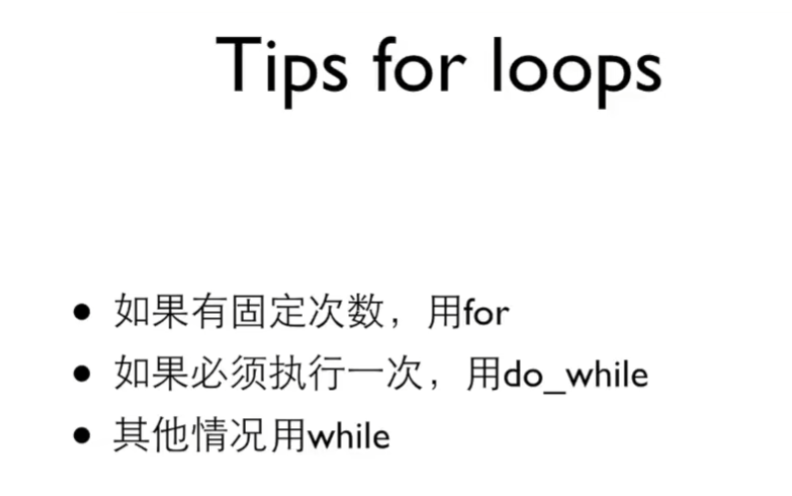 Tips for loops
• 如果有固定次数，用for
• 如果必须执行一次，用do_while
• 其他情况用while